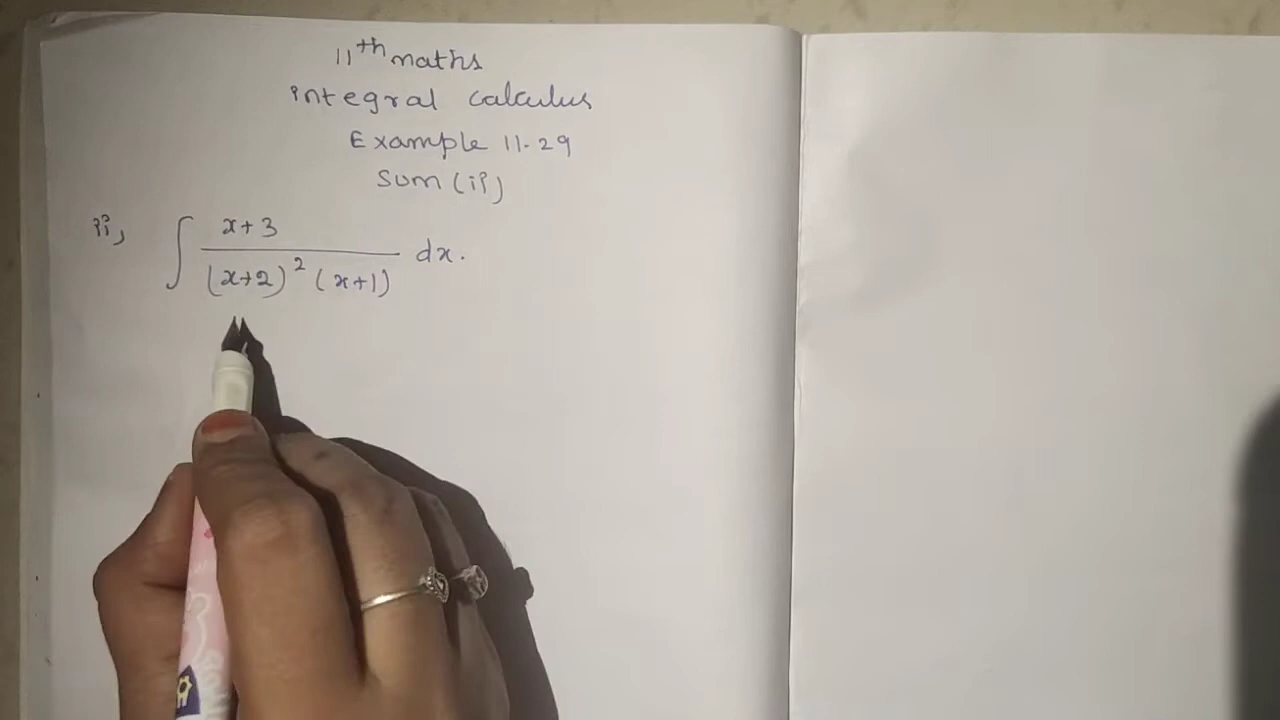 11th maths
integral calculus
Example 11.29
Sum (ii)
ii, ∫ x+3 / (x+2)² (x+1) dx.